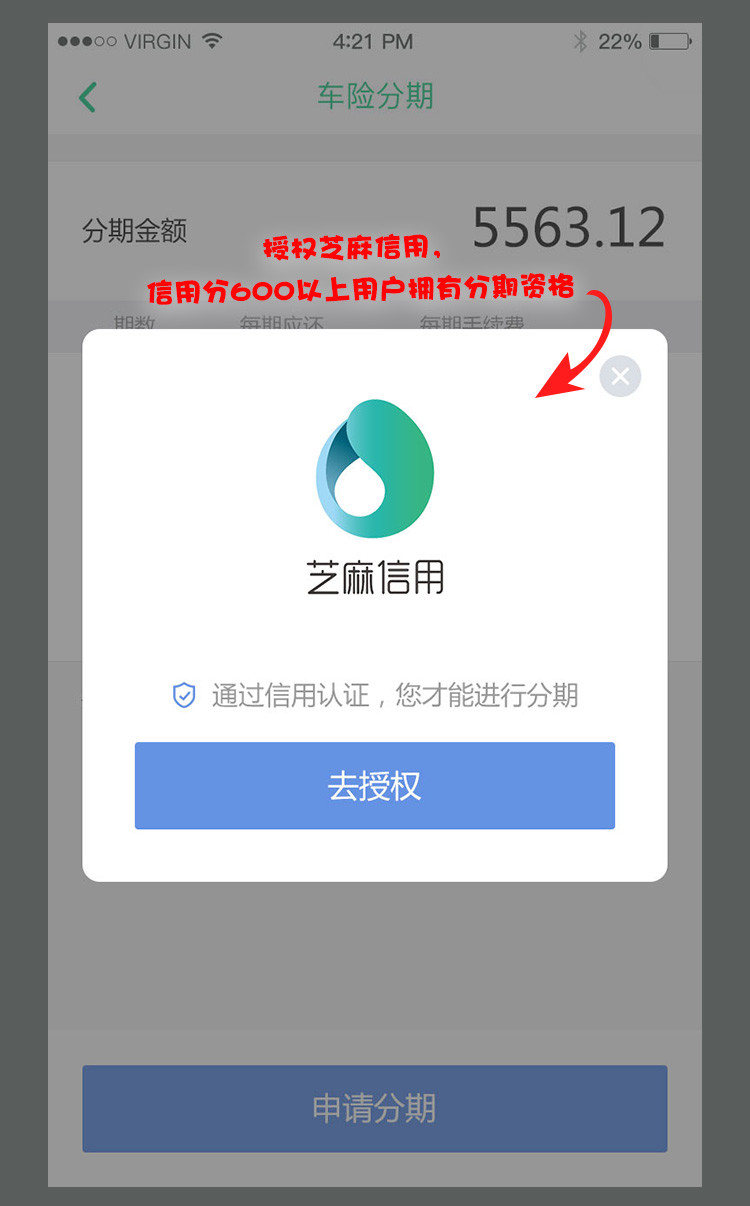 VIRGIN 4:21 PM 22%
车险分期
分期金额 5563.12
授权芝麻信用，
信用分600以上用户拥有分期资格
期数 每期应还 每期手续费
芝麻信用
通过信用认证，您才能进行分期
去授权
申请分期